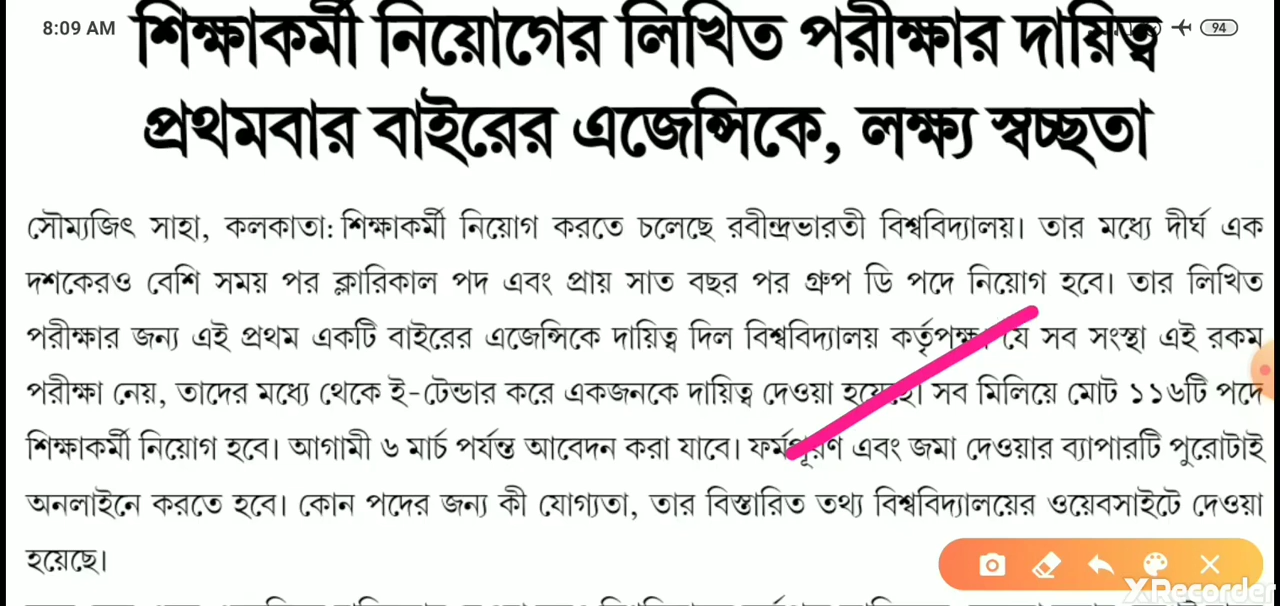 8:09 AM
94
শিক্ষাকর্মী নিয়োগের লিখিত পরীক্ষার দায়িত্ব
প্রথমবার বাইরের এজেন্সিকে, লক্ষ্য স্বচ্ছতা
সৌম্যজিৎ সাহা, কলকাতা: শিক্ষাকর্মী নিয়োগ করতে চলেছে রবীন্দ্রভারতী বিশ্ববিদ্যালয়। তার মধ্যে দীর্ঘ এক
দশকেরও বেশি সময় পর ক্লারিকাল পদ এবং প্রায় সাত বছর পর গ্রুপ ডি পদে নিয়োগ হবে। তার লিখিত
পরীক্ষার জন্য এই প্রথম একটি বাইরের এজেন্সিকে দায়িত্ব দিল বিশ্ববিদ্যালয় কর্তৃপক্ষ। যে সব সংস্থা এই রকম
পরীক্ষা নেয়, তাদের মধ্যে থেকে ই-টেন্ডার করে একজনকে দায়িত্ব দেওয়া হয়েছে। সব মিলিয়ে মোট ১১৬টি পদে
শিক্ষাকর্মী নিয়োগ হবে। আগামী ৬ মার্চ পর্যন্ত আবেদন করা যাবে। ফর্মপূরণ এবং জমা দেওয়ার ব্যাপারটি পুরোটাই
অনলাইনে করতে হবে। কোন পদের জন্য কী যোগ্যতা, তার বিস্তারিত তথ্য বিশ্ববিদ্যালয়ের ওয়েবসাইটে দেওয়া
হয়েছে।
XRecorder